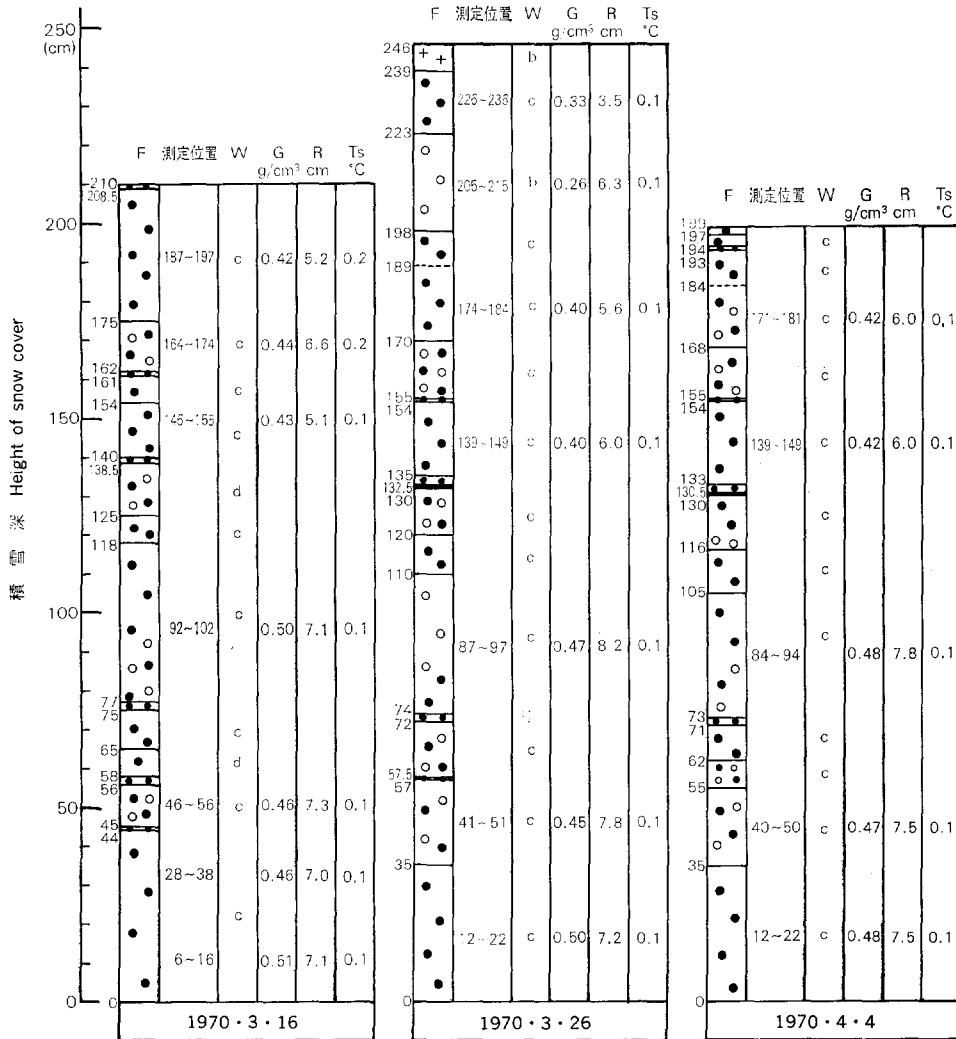 積雪深 Height of snow cover
250
(cm)
200
150
100
50
0
F 測定位置 W G R Ts
g/cm³ cm °C
210
208.5
187~197 c 0.42 5.2 0.2
175
164~174 c 0.44 6.6 0.2
162
161
c
154
145~155 0.43 5.1 0.1
c
140
138.5
d
125
c
118
c
92~102 0.50 7.1 0.1
77
75
c
65
d
58
56
46~56 c 0.46 7.3 0.1
45
44
28~38 0.46 7.0 0.1
c
6~16 0.51 7.1 0.1
0
1970・3・16
F 測定位置 W G R Ts
g/cm³ cm °C
246
b
239
226~236 c 0.33 3.5 0.1
223
205~215 b 0.26 6.3 0.1
198
c
189
174~184 c 0.40 5.6 0.1
170
c
155
154
139~149 c 0.40 6.0 0.1
135
132.5
130
c
120
c
110
87~97 c 0.47 8.2 0.1
74
72
c
57.5
57
41~51 c 0.45 7.8 0.1
35
12~22 c 0.50 7.2 0.1
0
1970・3・26
F 測定位置 W G R Ts
g/cm³ cm °C
199
197
c
194
193
c
184
171~181 c 0.42 6.0 0.1
168
c
155
154
139~149 c 0.42 6.0 0.1
133
130.5
130
c
116
c
105
c
84~94 0.48 7.8 0.1
73
71
c
62
c
55
40~50 c 0.47 7.5 0.1
35
12~22 c 0.48 7.5 0.1
0
1970・4・4